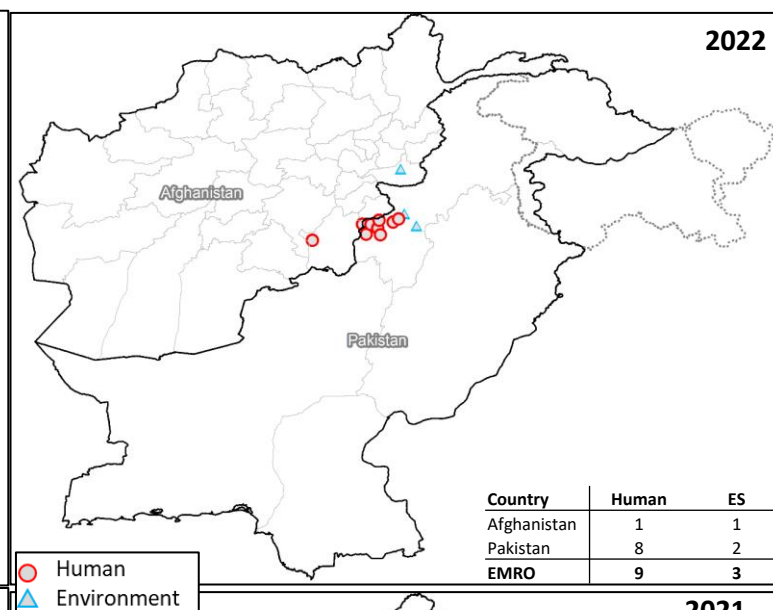 2022
Afghanistan
Pakistan
Country Human ES
Afghanistan 1 1
Pakistan 8 2
EMRO 9 3
Human
Environment
2021